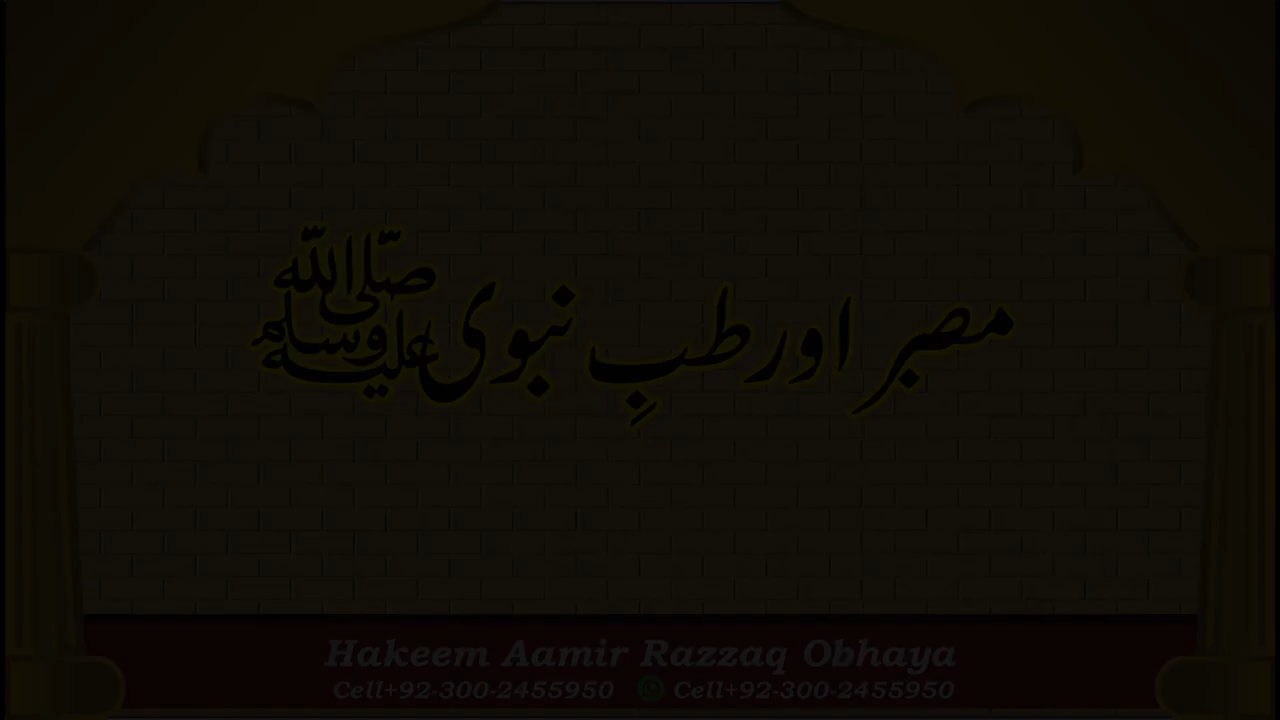 مصر اور طبِ نبوی صلی اللہ علیہ وسلم
Hakeem Aamir Razzaq Obhaya
Cell+92-300-2455950 Cell+92-300-2455950